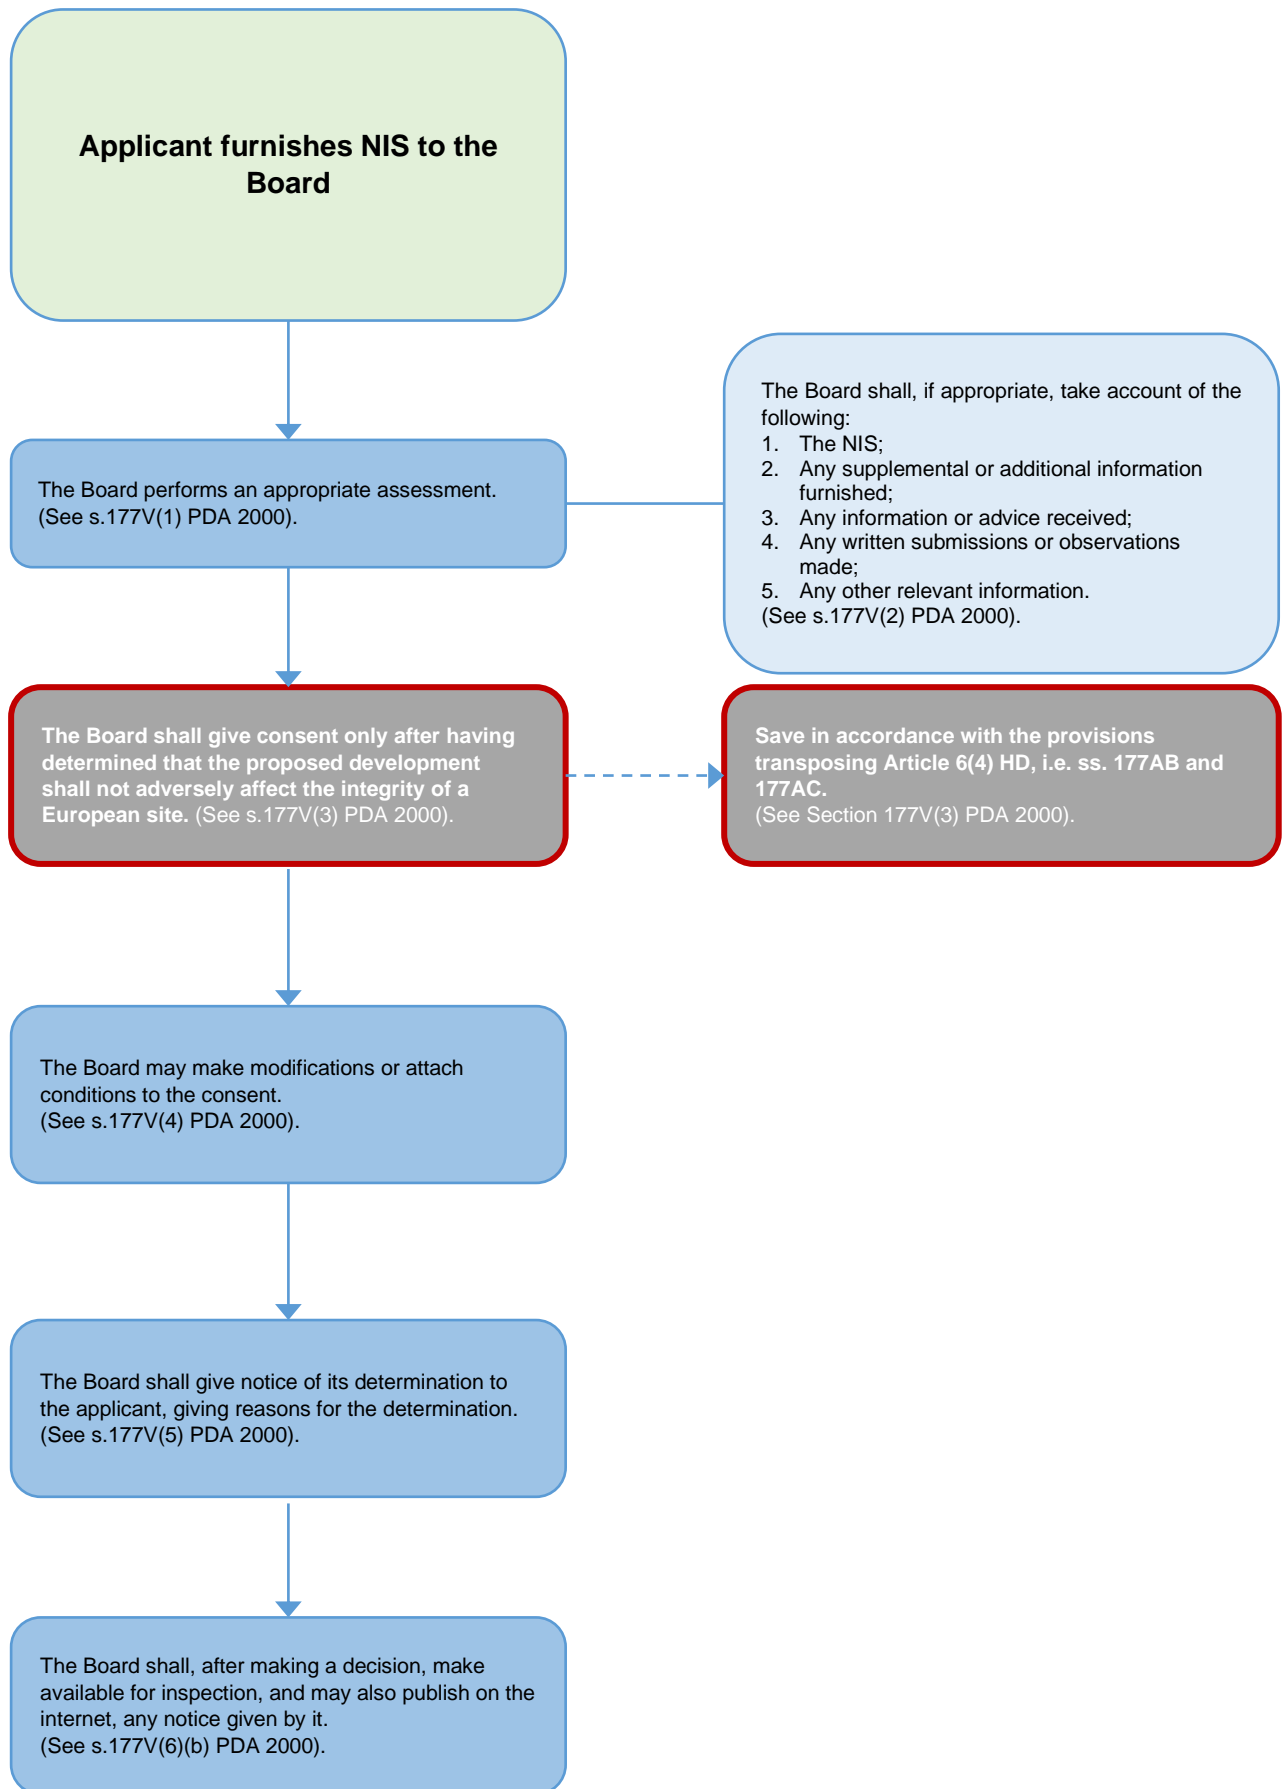 Applicant furnishes NIS to the
Board
The Board performs an appropriate assessment.
(See s.177V(1) PDA 2000).
The Board shall, if appropriate, take account of the
following:
1. The NIS;
2. Any supplemental or additional information
furnished;
3. Any information or advice received;
4. Any written submissions or observations
made;
5. Any other relevant information.
(See s.177V(2) PDA 2000).
The Board shall give consent only after having
determined that the proposed development
shall not adversely affect the integrity of a
European site. (See s.177V(3) PDA 2000).
Save in accordance with the provisions
transposing Article 6(4) HD, i.e. ss. 177AB and
177AC.
(See Section 177V(3) PDA 2000).
The Board may make modifications or attach
conditions to the consent.
(See s.177V(4) PDA 2000).
The Board shall give notice of its determination to
the applicant, giving reasons for the determination.
(See s.177V(5) PDA 2000).
The Board shall, after making a decision, make
available for inspection, and may also publish on the
internet, any notice given by it.
(See s.177V(6)(b) PDA 2000).